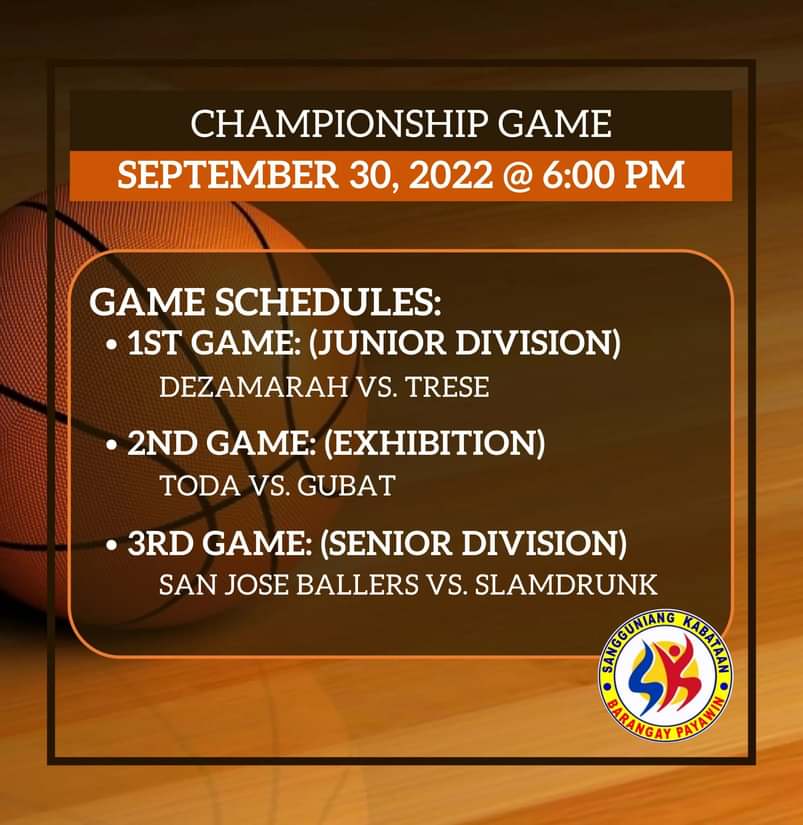 CHAMPIONSHIP GAME
SEPTEMBER 30, 2022 @ 6:00 PM
GAME SCHEDULES:
• 1ST GAME: (JUNIOR DIVISION)
DEZAMARAH VS. TRESE
• 2ND GAME: (EXHIBITION)
TODA VS. GUBAT
• 3RD GAME: (SENIOR DIVISION)
SAN JOSE BALLERS VS. SLAMDRUNK
SANGGUNIANG KABATAAN
SK
BARANGAY PAYAWIN